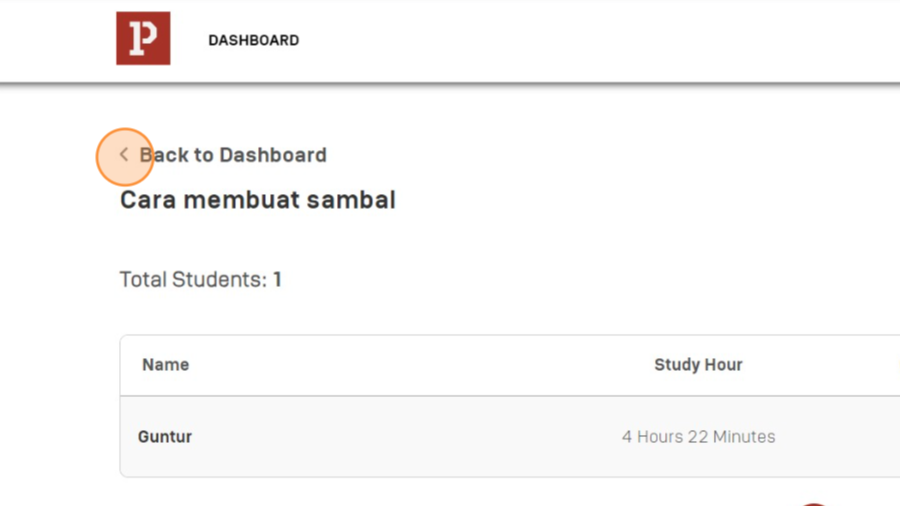 P
DASHBOARD
Back to Dashboard
Cara membuat sambal
Total Students: 1
Name Study Hour
Guntur 4 Hours 22 Minutes